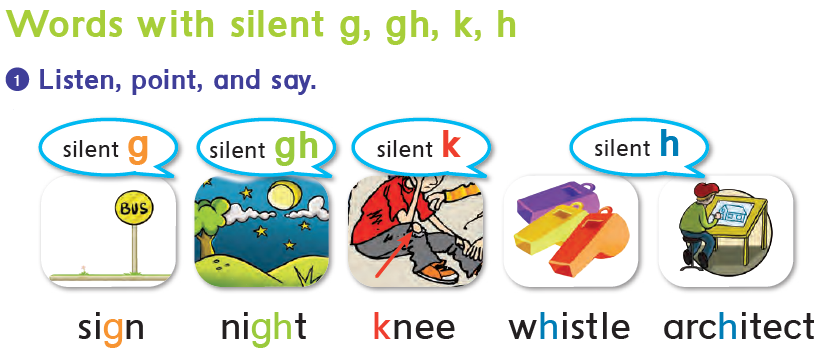 Words with silent g, gh, k, h
1 Listen, point, and say.
silent g silent gh silent k silent h
BUS
sign night knee whistle architect